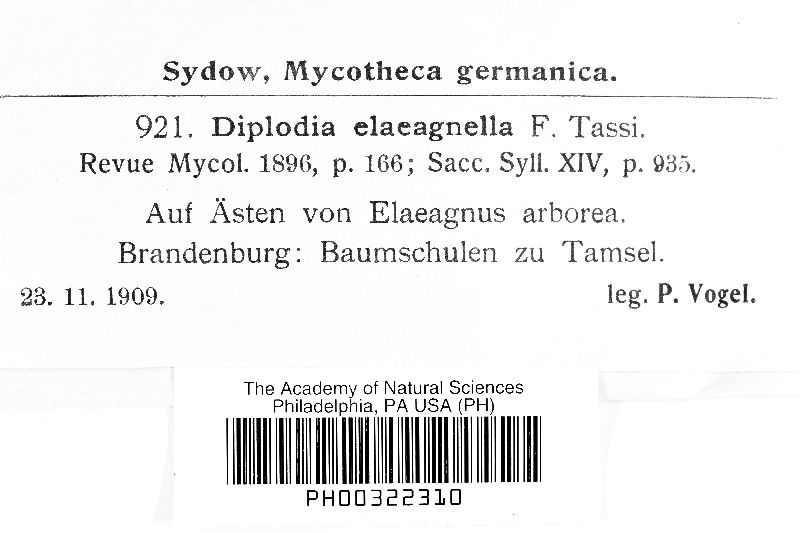 Sydow, Mycotheca germanica.
921. Diplodia elaeagnella F. Tassi.
Revue Mycol. 1896, p. 166; Sacc. Syll. XIV, p. 935.
Auf Ästen von Elaeagnus arborea.
Brandenburg: Baumschulen zu Tamsel.
23. 11. 1909. leg. P. Vogel.
The Academy of Natural Sciences
Philadelphia, PA USA (PH)
PH00322310